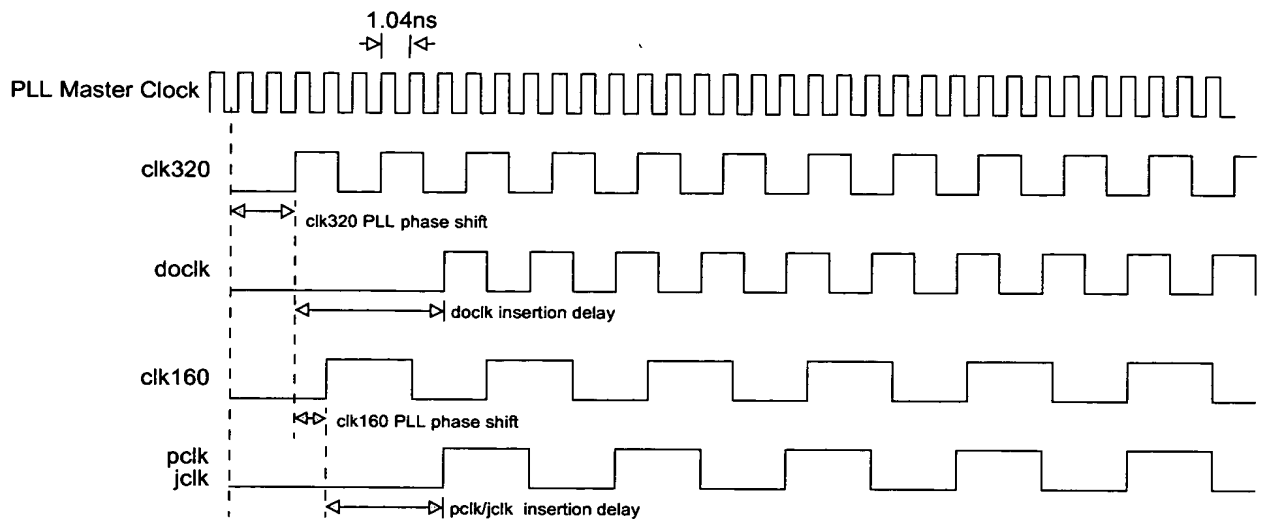 1.04ns
PLL Master Clock
clk320
clk320 PLL phase shift
doclk
doclk insertion delay
clk160
clk160 PLL phase shift
pclk
jclk
pclk/jclk insertion delay